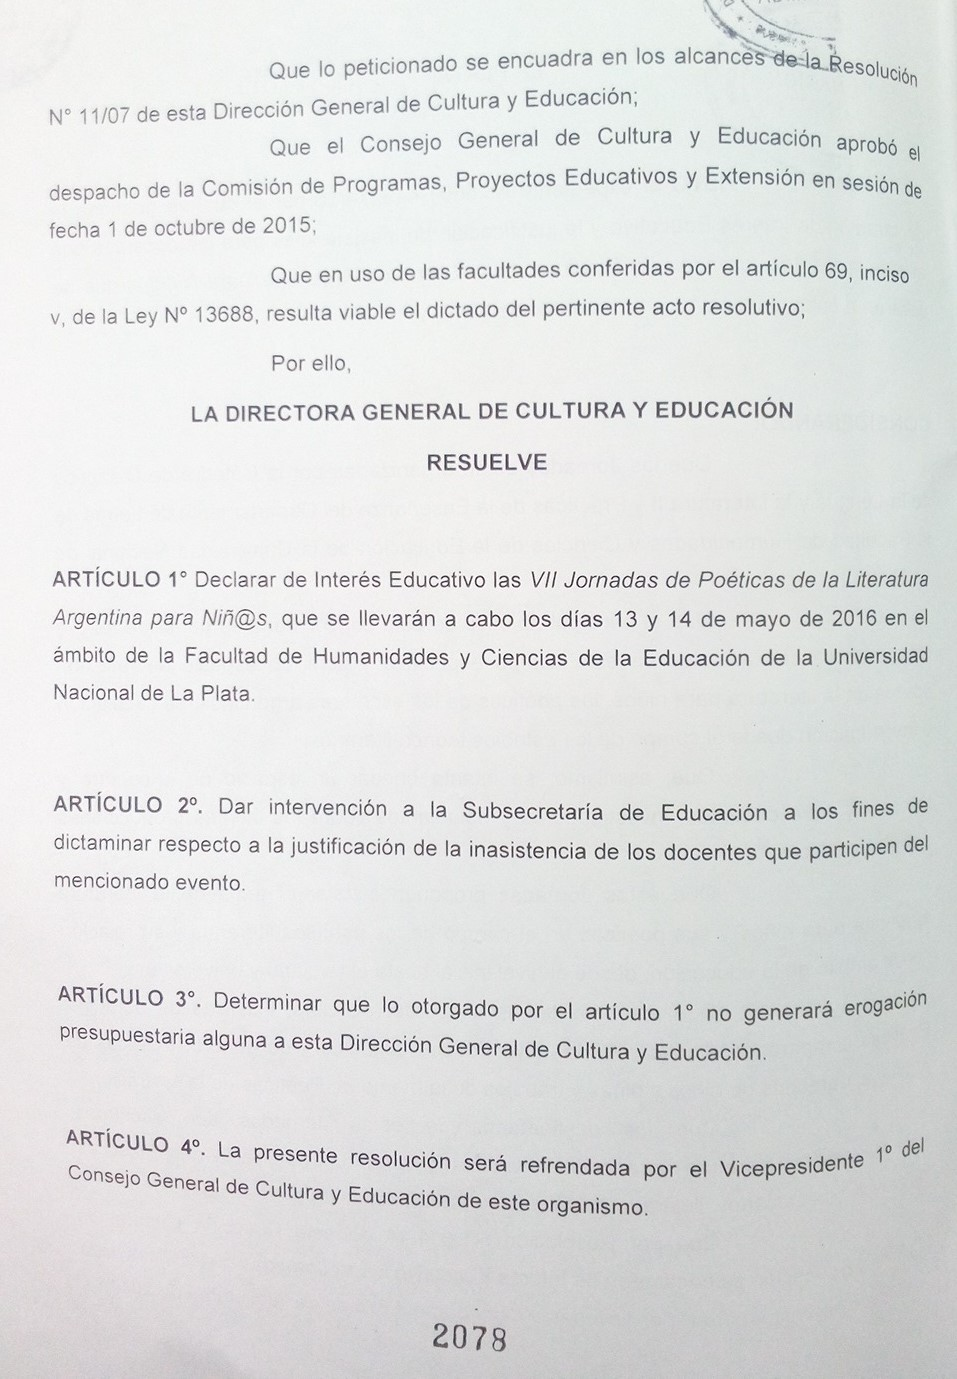 Que lo peticionado se encuadra en los alcances de la Resolución
N° 11/07 de esta Dirección General de Cultura y Educación;
Que el Consejo General de Cultura y Educación aprobó el
despacho de la Comisión de Programas, Proyectos Educativos y Extensión en sesión de
fecha 1 de octubre de 2015;
Que en uso de las facultades conferidas por el artículo 69, inciso
v, de la Ley Nº 13688, resulta viable el dictado del pertinente acto resolutivo;
Por ello,
LA DIRECTORA GENERAL DE CULTURA Y EDUCACIÓN
RESUELVE
ARTÍCULO 1° Declarar de Interés Educativo las VII Jornadas de Poéticas de la Literatura
Argentina para Niñ@s, que se llevarán a cabo los días 13 y 14 de mayo de 2016 en el
ámbito de la Facultad de Humanidades y Ciencias de la Educación de la Universidad
Nacional de La Plata.
ARTÍCULO 2º. Dar intervención a la Subsecretaría de Educación a los fines de
dictaminar respecto a la justificación de la inasistencia de los docentes que participen del
mencionado evento.
ARTÍCULO 3º. Determinar que lo otorgado por el artículo 1° no generará erogación
presupuestaria alguna a esta Dirección General de Cultura y Educación.
ARTÍCULO 4º. La presente resolución será refrendada por el Vicepresidente 1º del
Consejo General de Cultura y Educación de este organismo.
2078